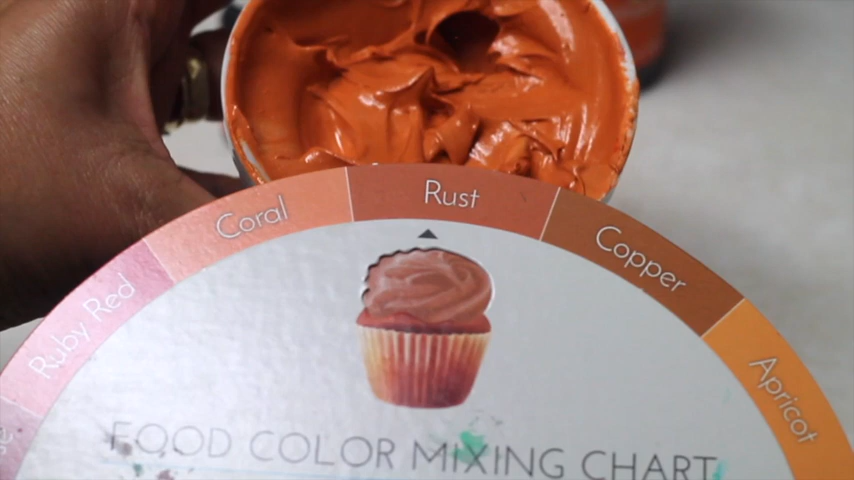 Ruby Red
Coral
Rust
Copper
Apricot
FOOD COLOR MIXING CHART